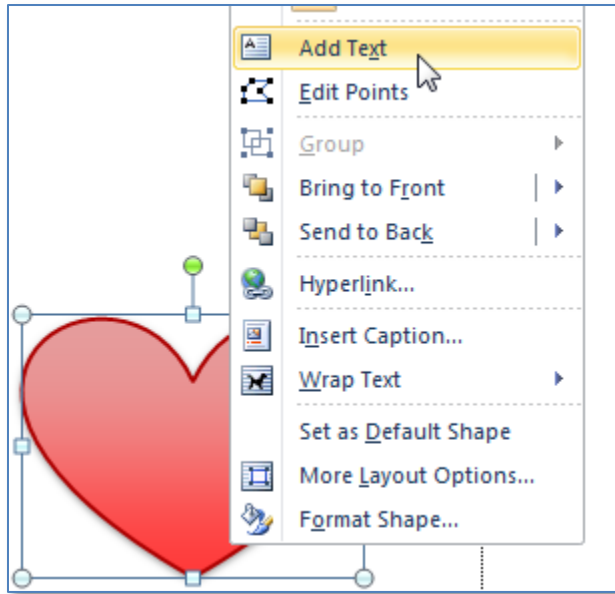 Add Text
Edit Points
Group
Bring to Front
Send to Back
Hyperlink...
Insert Caption...
Wrap Text
Set as Default Shape
More Layout Options...
Format Shape...